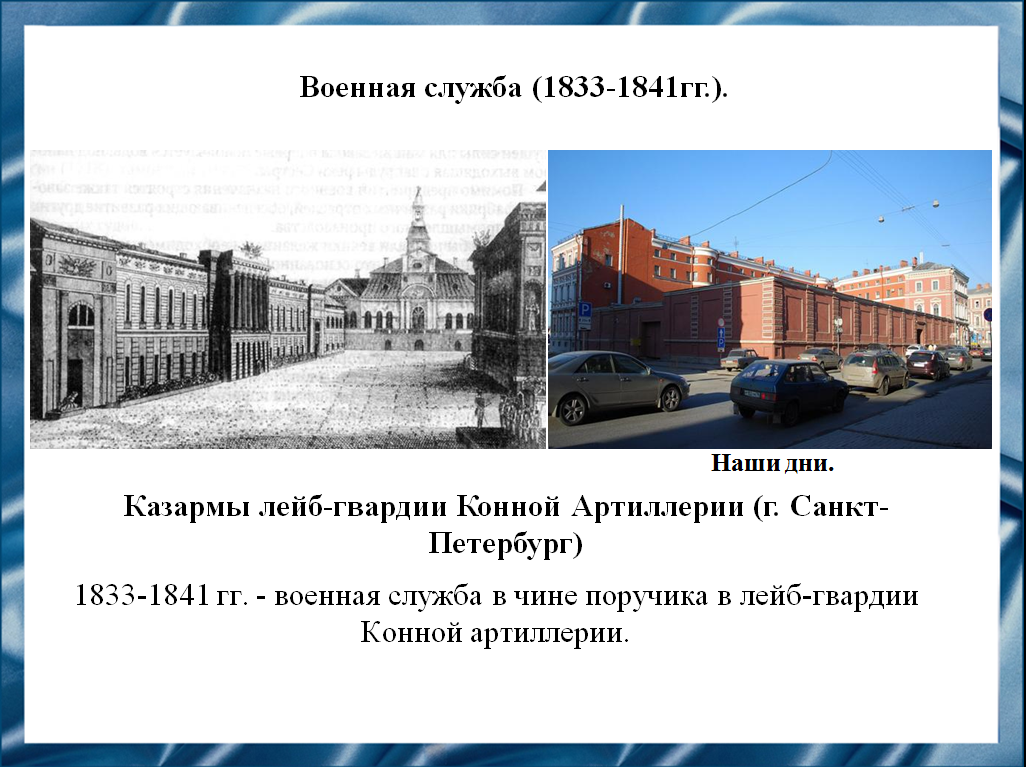 Военная служба (1833-1841гг.).
P
Наши дни.
Казармы лейб-гвардии Конной Артиллерии (г. Санкт-
Петербург)
1833-1841 гг. - военная служба в чине поручика в лейб-гвардии
Конной артиллерии.